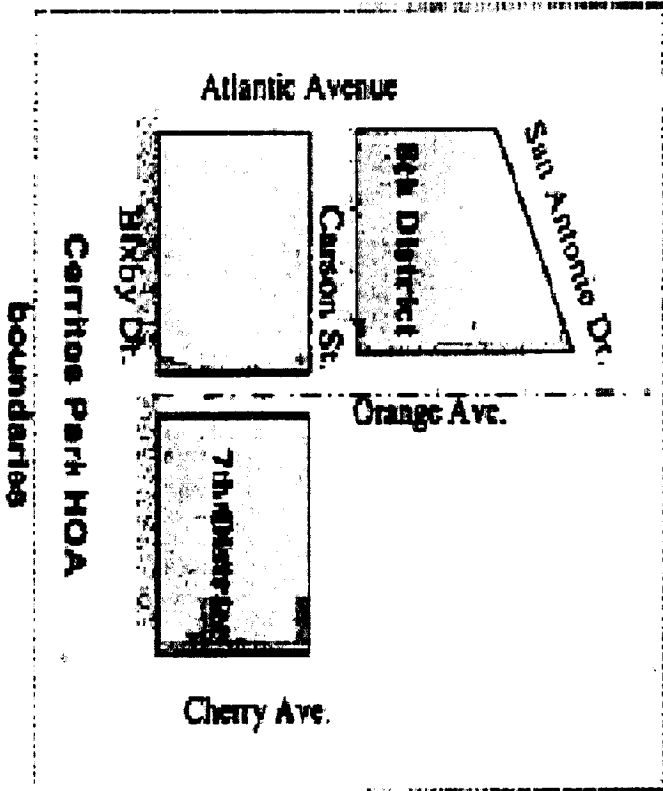 Atlantic Avenue
San Antonio Dr.
8th District
Carson St.
Bixby Dr.
Cerritos Park HOA
boundaries
Orange Ave.
7th District
Cherry Ave.